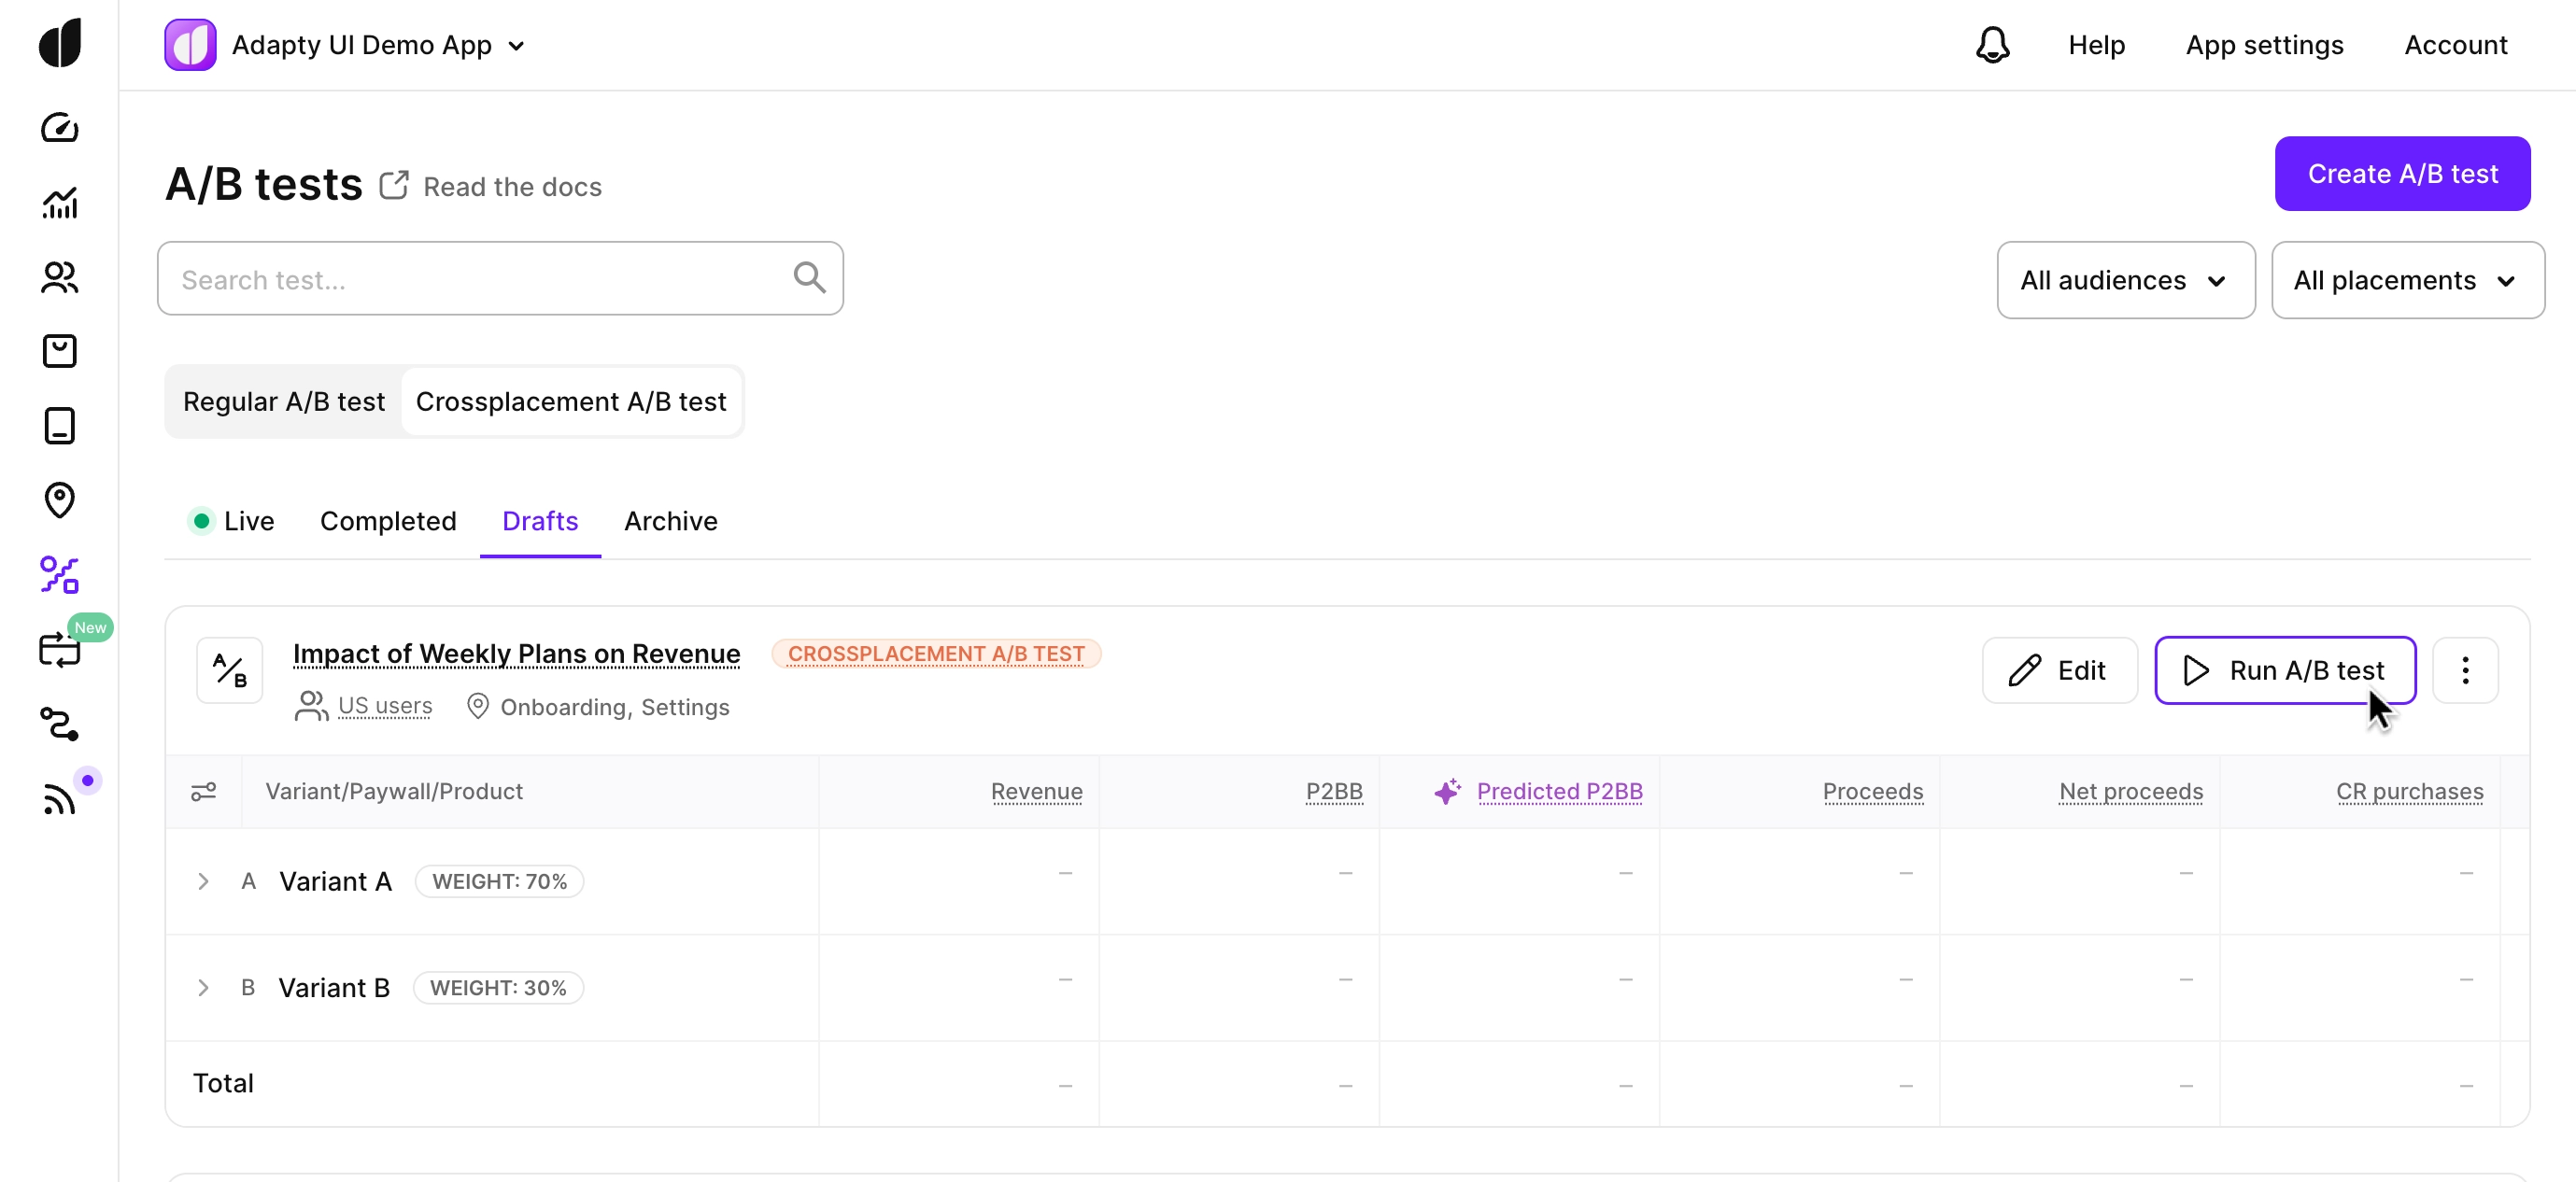 Adapty UI Demo App
Help
App settings
Account
A/B tests
Read the docs
Create A/B test
Search test...
All audiences
All placements
Regular A/B test
Crossplacement A/B test
Live
Completed
Drafts
Archive
New
A/B
Impact of Weekly Plans on Revenue
CROSSPLACEMENT A/B TEST
US users
Onboarding, Settings
Edit
Run A/B test
Variant/Paywall/Product
Revenue
P2BB
Predicted P2BB
Proceeds
Net proceeds
CR purchases
A Variant A WEIGHT: 70% – – – – – –
B Variant B WEIGHT: 30% – – – – – –
Total – – – – – –